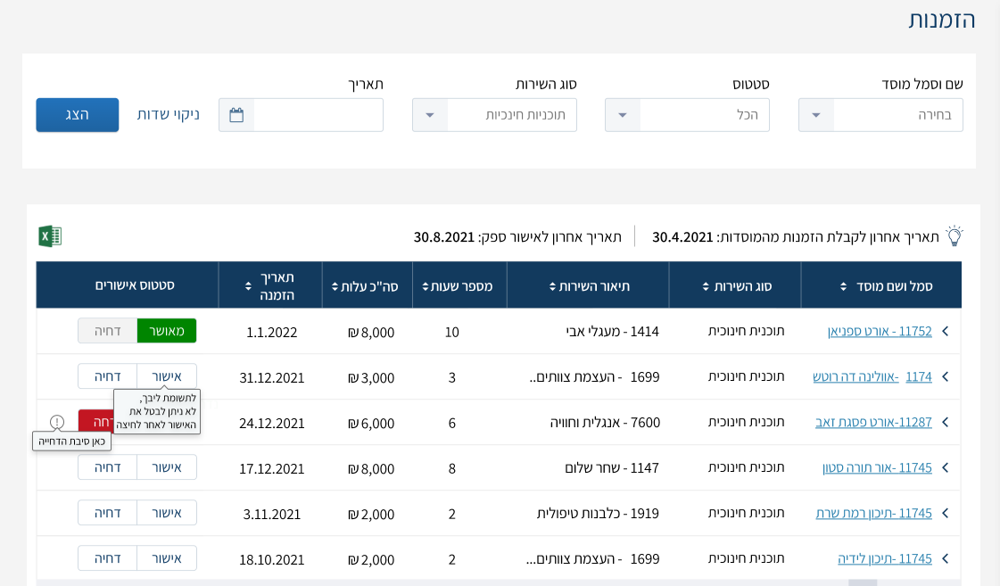 הזמנות
שם וסמל מוסד
סטטוס
סוג השירות
תאריך
בחירה
הכל
תוכניות חינכיות
ניקוי שדות
הצג
תאריך אחרון לקבלת הזמנות מהמוסדות: 30.4.2021 | תאריך אחרון לאישור ספק: 30.8.2021
סמל ושם מוסד
סוג השירות
תיאור השירות
מספר שעות
סה"כ עלות
תאריך
הזמנה
סטטוס אישורים
11752 - אורט ספניאן תוכנית חינוכית 1414 - מעגלי אבי 10 8,000 ₪ 1.1.2022 מאושר דחיה
1174 -אוולינה דה רוטש תוכנית חינוכית 1699 - העצמת צוותים.. 3 3,000 ₪ 31.12.2021 אישור דחיה
לתשומת ליבך,
לא ניתן לבטל את
האישור לאחר לחיצה
11287-אורט פסגת זאב תוכנית חינוכית 7600 - אנגלית וחוויה 6 6,000 ₪ 24.12.2021
כאן סיבת הדחייה
11745 -אור תורה סטון תוכנית חינוכית 1147 - שחר שלום 8 8,000 ₪ 17.12.2021 אישור דחיה
11745 -תיכון רמת שרת תוכנית חינוכית 1919 - כלבנות טיפולית 2 2,000 ₪ 3.11.2021 אישור דחיה
11745 -תיכון לידיה תוכנית חינוכית 1699 - העצמת צוותים... 2 2,000 ₪ 18.10.2021 אישור דחיה